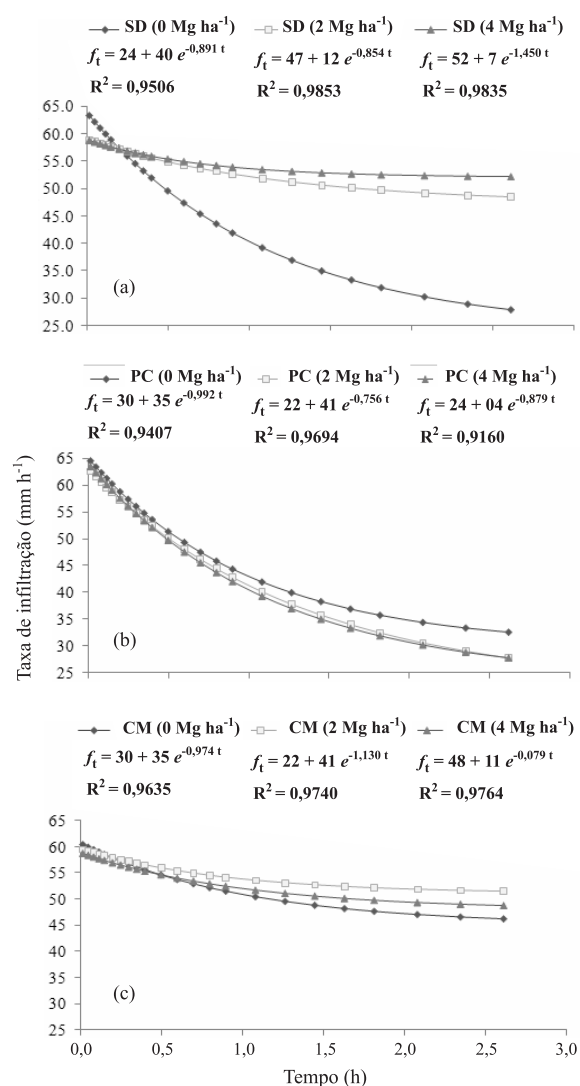 SD (0 Mg ha⁻¹) SD (2 Mg ha⁻¹) SD (4 Mg ha⁻¹)
fₜ = 24 + 40 e⁻⁰,⁸⁹¹ ᵗ fₜ = 47 + 12 e⁻⁰,⁸⁵⁴ ᵗ fₜ = 52 + 7 e⁻¹,⁴⁵⁰ ᵗ
R² = 0,9506 R² = 0,9853 R² = 0,9835
65.0
60.0
55.0
50.0
45.0
40.0
35.0
30.0
25.0
(a)
PC (0 Mg ha⁻¹) PC (2 Mg ha⁻¹) PC (4 Mg ha⁻¹)
fₜ = 30 + 35 e⁻⁰,⁹⁹² ᵗ fₜ = 22 + 41 e⁻⁰,⁷⁵⁶ ᵗ fₜ = 24 + 04 e⁻⁰,⁸⁷⁹ ᵗ
R² = 0,9407 R² = 0,9694 R² = 0,9160
Taxa de infiltração (mm h⁻¹)
65
60
55
50
45
40
35
30
25
(b)
CM (0 Mg ha⁻¹) CM (2 Mg ha⁻¹) CM (4 Mg ha⁻¹)
fₜ = 30 + 35 e⁻⁰,⁹⁷⁴ ᵗ fₜ = 22 + 41 e⁻¹,¹³⁰ ᵗ fₜ = 48 + 11 e⁻⁰,⁰⁷⁹ ᵗ
R² = 0,9635 R² = 0,9740 R² = 0,9764
65
60
55
50
45
40
35
30
25
(c)
0,0 0,5 1,0 1,5 2,0 2,5 3,0
Tempo (h)